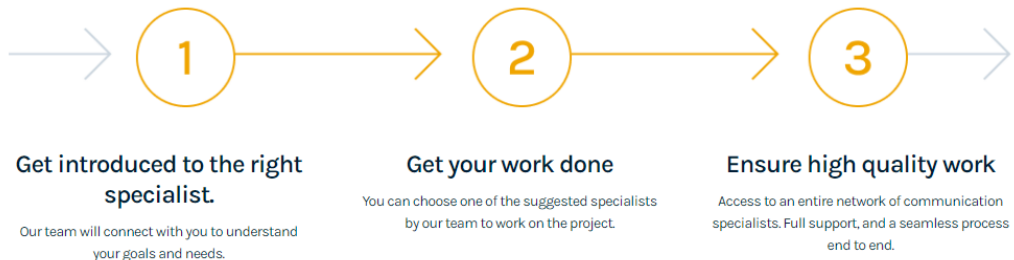 1
2
3
Get introduced to the right
specialist.
Our team will connect with you to understand
your goals and needs.
Get your work done
You can choose one of the suggested specialists
by our team to work on the project.
Ensure high quality work
Access to an entire network of communication
specialists. Full support, and a seamless process
end to end.